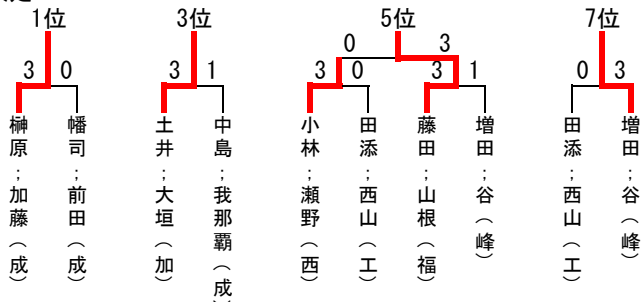 1位 3位 5位 7位
0 3
3 0 3 1 3 0 3 1 0 3
榊原；加藤（成）
幡司；前田（成）
土井；大垣（加）
中島；我那覇（成）
小林；瀬野（西）
田添；西山（工）
藤田；山根（福）
増田；谷（峰）
田添；西山（工）
増田；谷（峰）